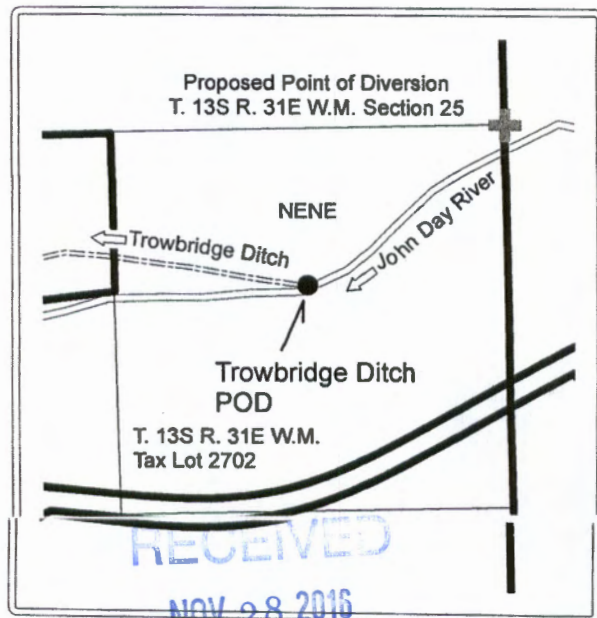 Proposed Point of Diversion
T. 13S R. 31E W.M. Section 25
NENE
John Day River
Trowbridge Ditch
Trowbridge Ditch
POD
T. 13S R. 31E W.M.
Tax Lot 2702
RECEIVED
NOV 28 2016